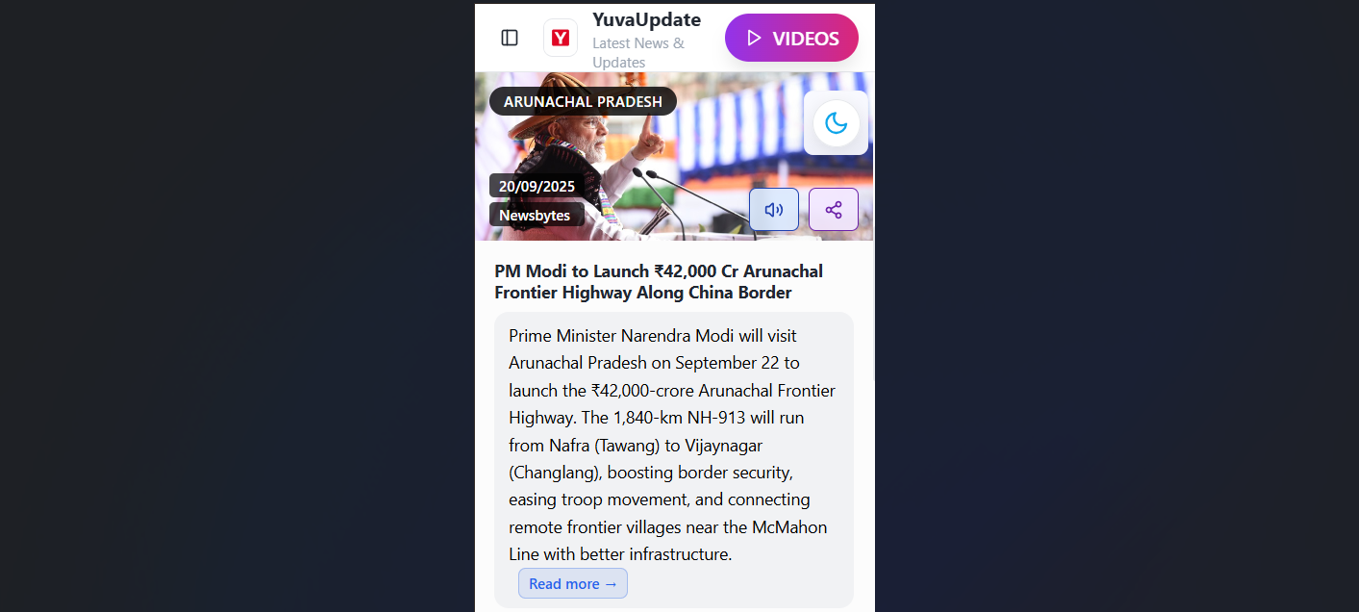 YuvaUpdate
Latest News &
Updates
VIDEOS
ARUNACHAL PRADESH
20/09/2025
Newsbytes
PM Modi to Launch ₹42,000 Cr Arunachal
Frontier Highway Along China Border
Prime Minister Narendra Modi will visit
Arunachal Pradesh on September 22 to
launch the ₹42,000-crore Arunachal Frontier
Highway. The 1,840-km NH-913 will run
from Nafra (Tawang) to Vijaynagar
(Changlang), boosting border security,
easing troop movement, and connecting
remote frontier villages near the McMahon
Line with better infrastructure.
Read more →